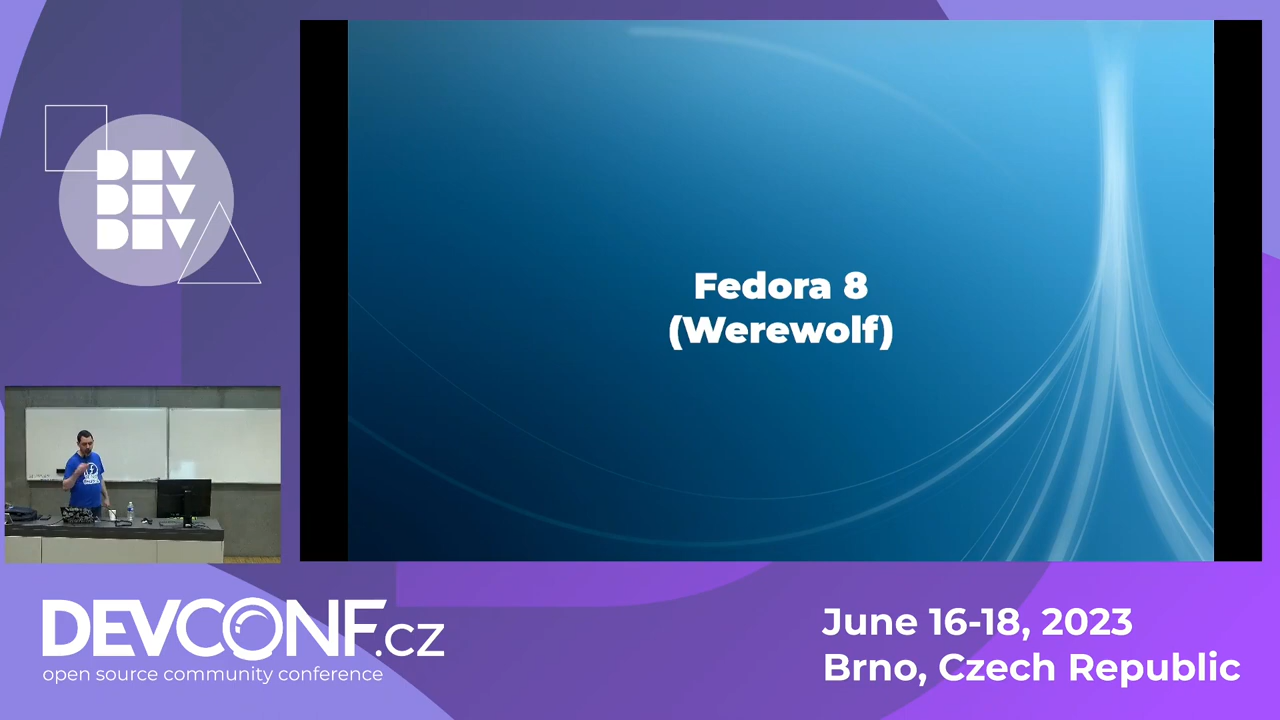 DEV
DEV
DEV
Fedora 8
(Werewolf)
DEVCONF.cz
open source community conference
June 16-18, 2023
Brno, Czech Republic